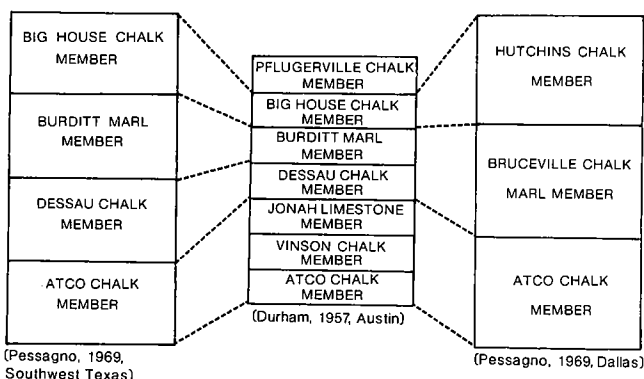 BIG HOUSE CHALK
MEMBER
BURDITT MARL
MEMBER
DESSAU CHALK
MEMBER
ATCO CHALK
MEMBER
(Pessagno, 1969,
Southwest Texas)
PFLUGERVILLE CHALK
MEMBER
BIG HOUSE CHALK
MEMBER
BURDITT MARL
MEMBER
DESSAU CHALK
MEMBER
JONAH LIMESTONE
MEMBER
VINSON CHALK
MEMBER
ATCO CHALK
MEMBER
(Durham, 1957, Austin)
HUTCHINS CHALK
MEMBER
BRUCEVILLE CHALK
MARL MEMBER
ATCO CHALK
MEMBER
(Pessagno, 1969, Dallas)